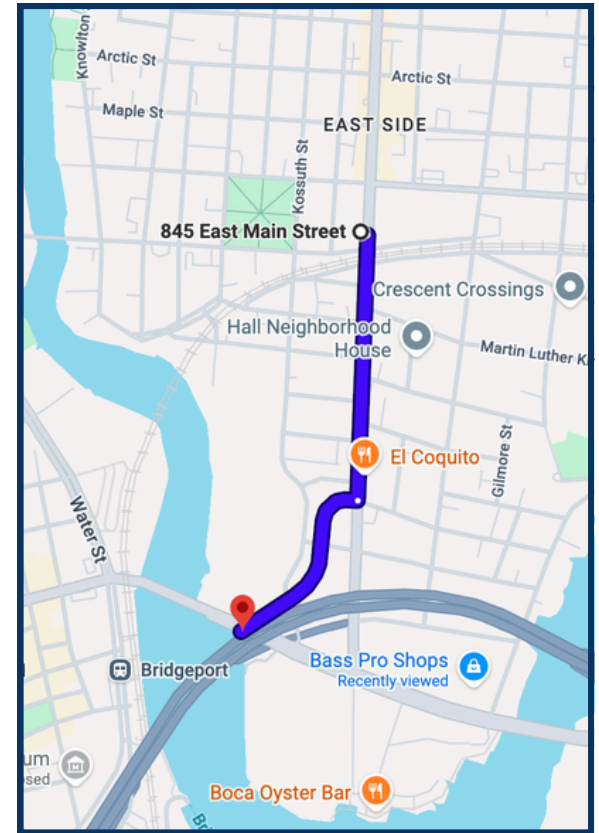 Knowlton
Arctic St
Arctic St
Maple St
EAST SIDE
Kossuth St
845 East Main Street
Crescent Crossings
Hall Neighborhood
House
Martin Luther K
El Coquito
Gilmore St
Water St
Bridgeport
Bass Pro Shops
Recently viewed
um
osed
Boca Oyster Bar